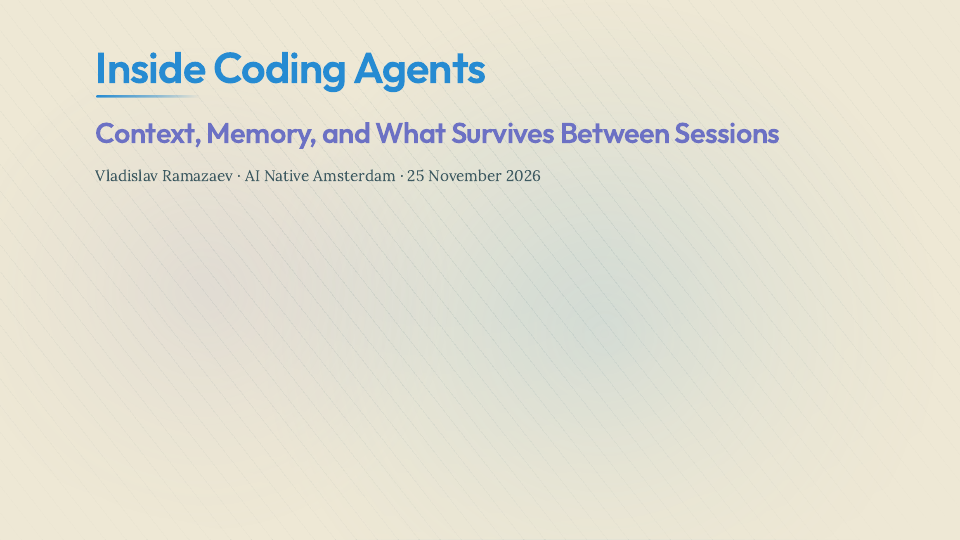 Inside Coding Agents
Context, Memory, and What Survives Between Sessions
Vladislav Ramazaev · AI Native Amsterdam · 25 November 2026